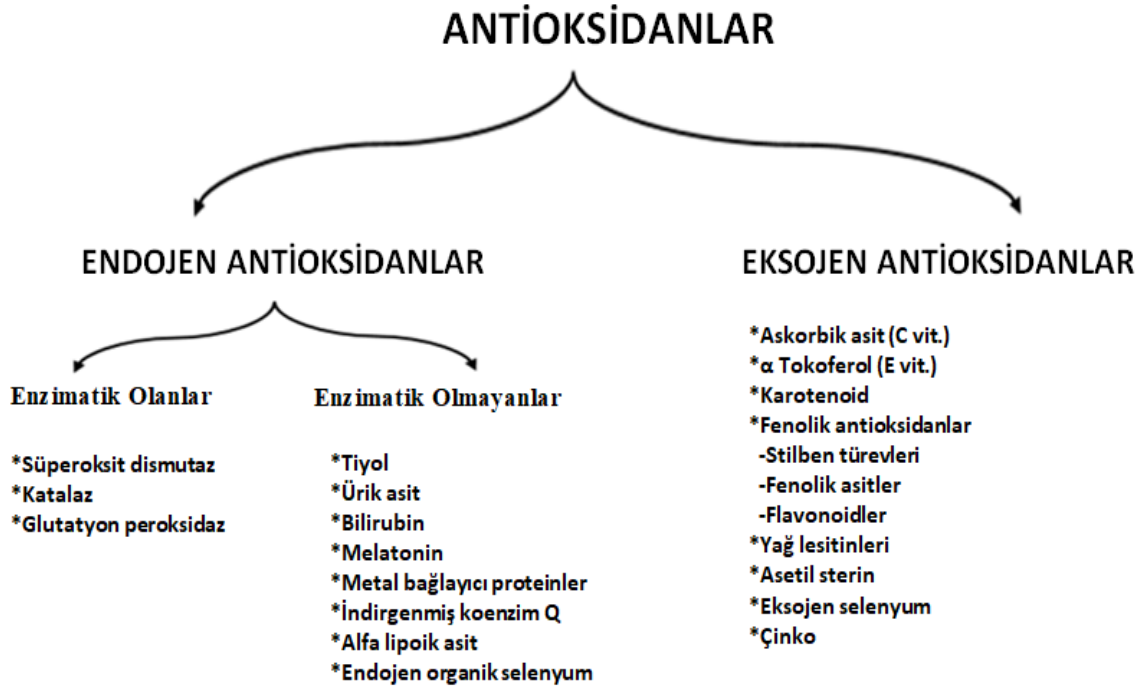 ANTİOKSİDANLAR
ENDOJEN ANTİOKSİDANLAR
Enzimatik Olanlar
*Süperoksit dismutaz
*Katalaz
*Glutatyon peroksidaz
Enzimatik Olmayanlar
*Tiyol
*Ürik asit
*Bilirubin
*Melatonin
*Metal bağlayıcı proteinler
*İndirgenmiş koenzim Q
*Alfa lipoik asit
*Endojen organik selenyum
EKSOJEN ANTİOKSİDANLAR
*Askorbik asit (C vit.)
*α Tokoferol (E vit.)
*Karotenoid
*Fenolik antioksidanlar
-Stilben türevleri
-Fenolik asitler
-Flavonoidler
*Yağ lesitinleri
*Asetil sterin
*Eksojen selenyum
*Çinko